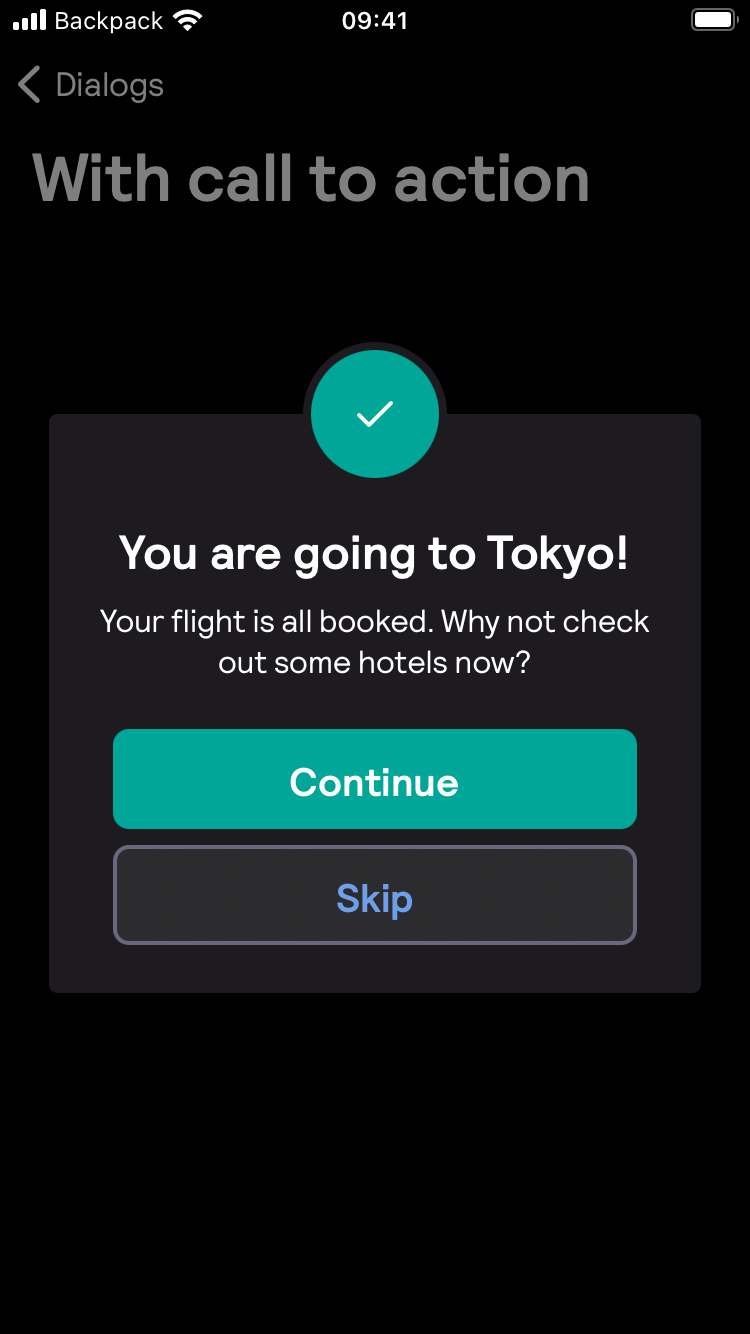 Backpack 09:41
Dialogs
With call to action
You are going to Tokyo!
Your flight is all booked. Why not check
out some hotels now?
Continue
Skip